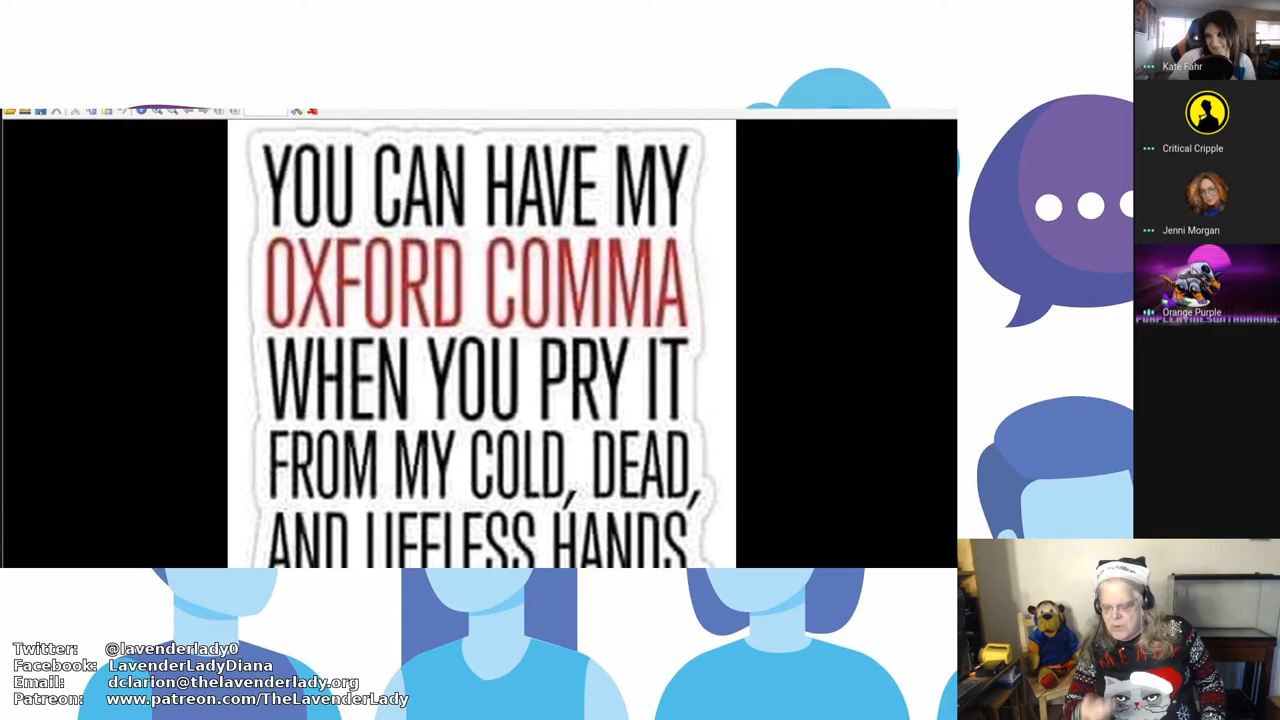 YOU CAN HAVE MY
OXFORD COMMA
WHEN YOU PRY IT
FROM MY COLD, DEAD,
AND LIFELESS HANDS
Kate Fahr
Critical Cripple
Jenni Morgan
Orange Purple
PURPLEXTIMESWITHORANGE
Twitter: @lavenderlady0
Facebook: LavenderLadyDiana
Email: dclarion@thelavenderlady.org
Patreon: www.patreon.com/TheLavenderLady